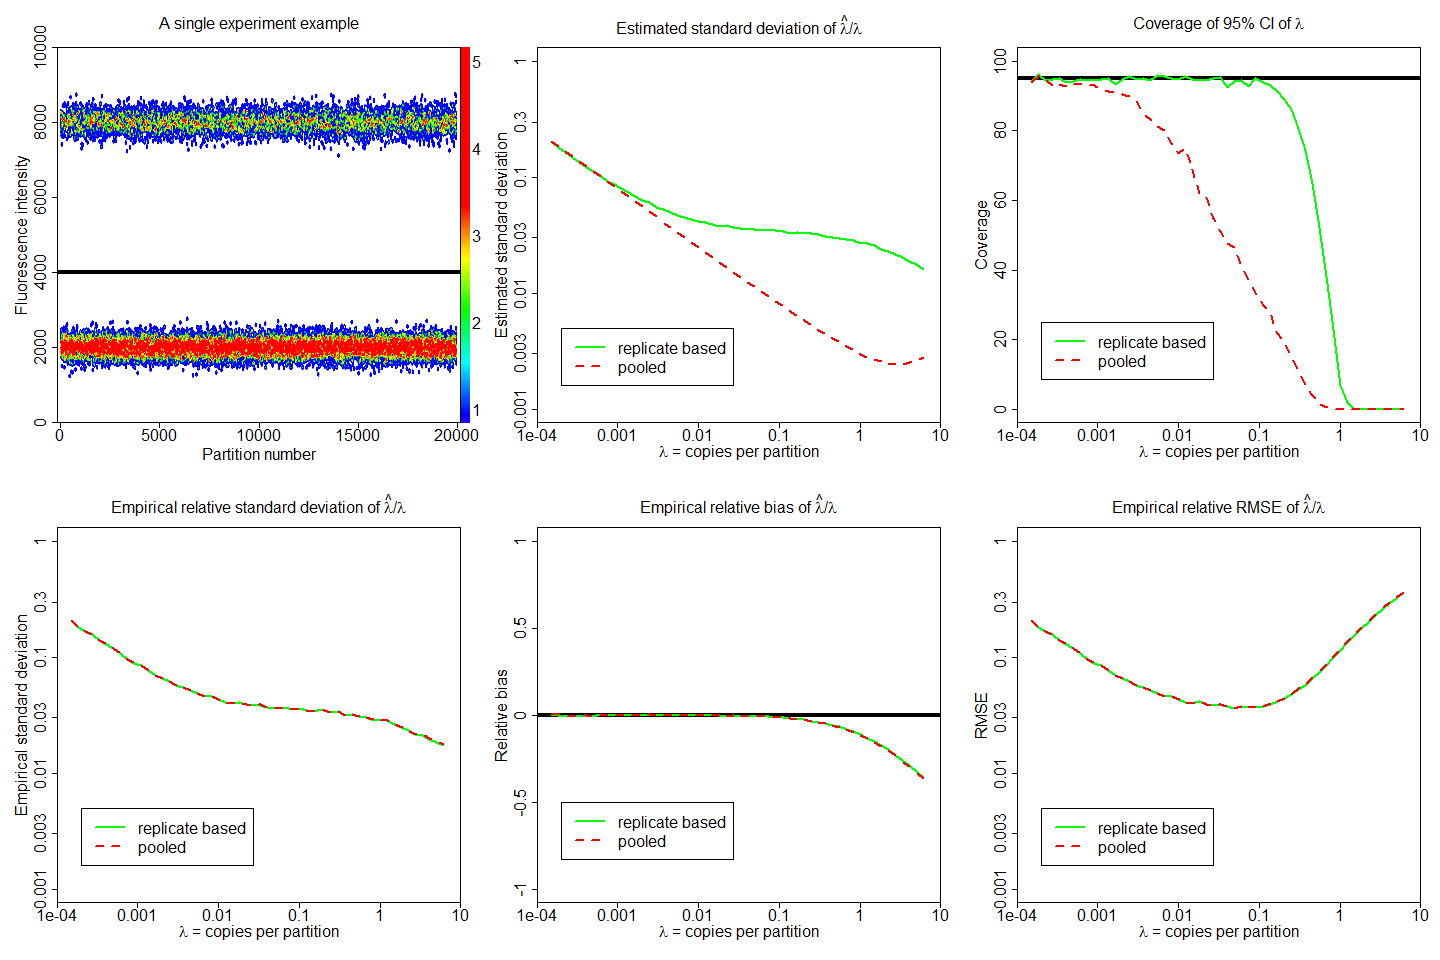 A single experiment example
Fluorescence intensity
0
2000
4000
6000
8000
10000
1
2
3
4
5
0
5000
10000
15000
20000
Partition number
Estimated standard deviation of λ̂/λ
Estimated standard deviation
0.001
0.003
0.01
0.03
0.1
0.3
1
replicate based
pooled
1e-04
0.001
0.01
0.1
1
10
λ = copies per partition
Coverage of 95% CI of λ
Coverage
0
20
40
60
80
100
replicate based
pooled
1e-04
0.001
0.01
0.1
1
10
λ = copies per partition
Empirical relative standard deviation of λ̂/λ
Empirical standard deviation
0.001
0.003
0.01
0.03
0.1
0.3
1
replicate based
pooled
1e-04
0.001
0.01
0.1
1
10
λ = copies per partition
Empirical relative bias of λ̂/λ
Relative bias
-1
-0.5
0
0.5
1
replicate based
pooled
1e-04
0.001
0.01
0.1
1
10
λ = copies per partition
Empirical relative RMSE of λ̂/λ
RMSE
0.001
0.003
0.01
0.03
0.1
0.3
1
replicate based
pooled
1e-04
0.001
0.01
0.1
1
10
λ = copies per partition